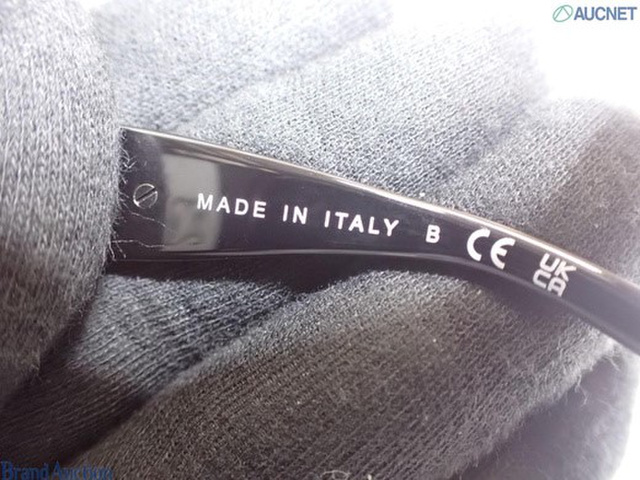 AUCNET
MADE IN ITALY B CE UK
CA
Brand Auction